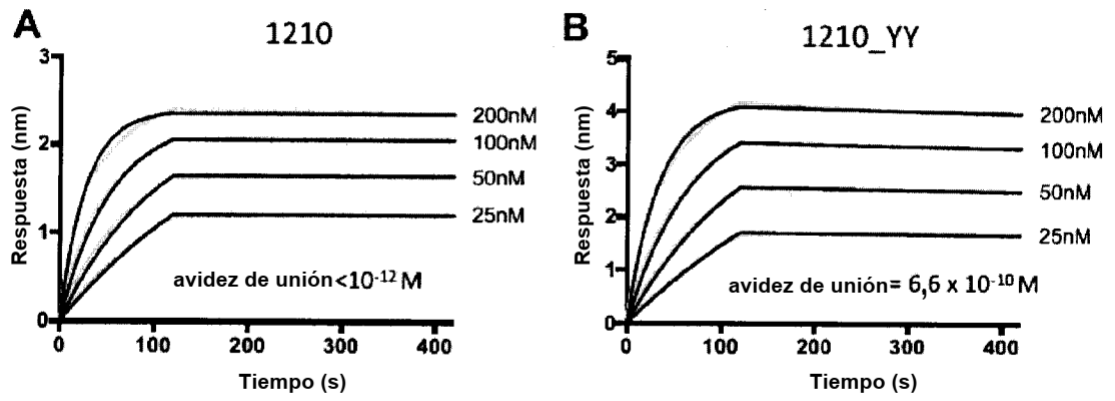 A
1210
3
2
1
0
Respuesta (nm)
200nM
100nM
50nM
25nM
avidez de unión<10⁻¹² M
0 100 200 300 400
Tiempo (s)
B
1210_YY
5
4
3
2
1
0
Respuesta (nm)
200nM
100nM
50nM
25nM
avidez de unión= 6,6 x 10⁻¹⁰ M
0 100 200 300 400
Tiempo (s)